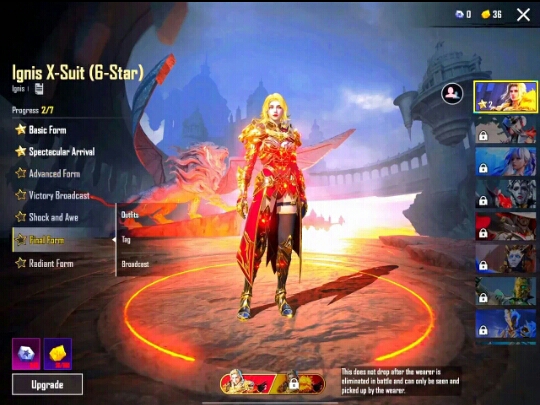 0 36
Ignis X-Suit (6-Star)
Ignis
Progress 2/7
Basic Form
Spectacular Arrival
Advanced Form
Victory Broadcast
Shock and Awe
Final Form
Radiant Form
Outfits
Tag
Broadcast
Upgrade
This does not drop after the wearer is
eliminated in battle and can only be seen and
picked up by the wearer.